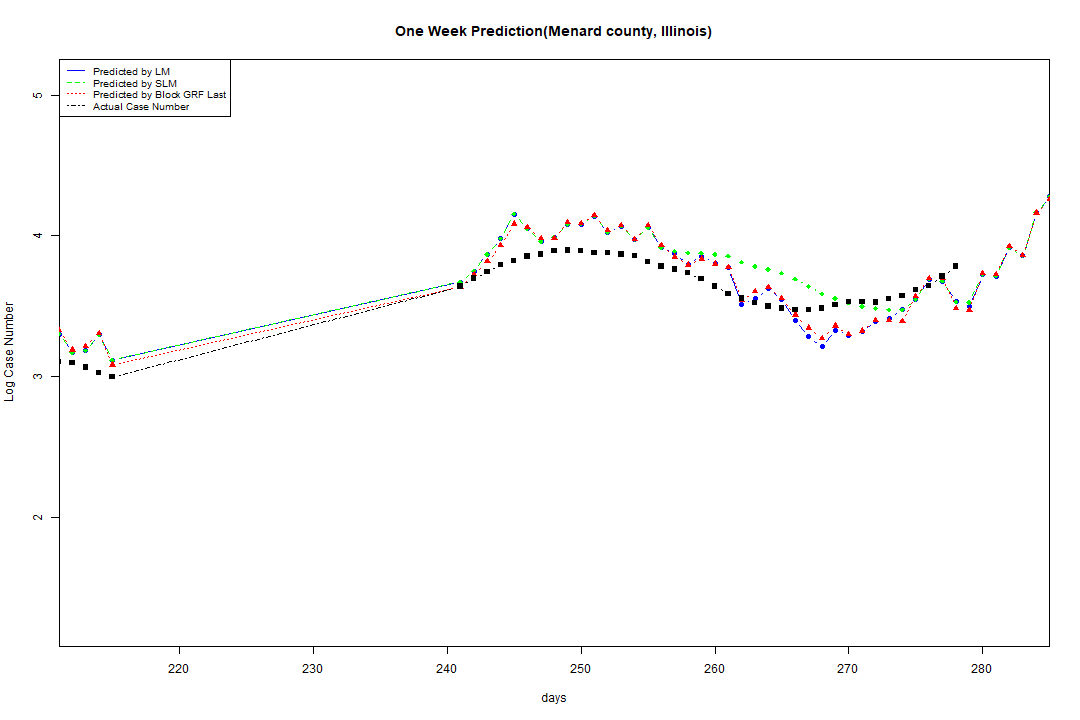 One Week Prediction(Menard county, Illinois)
Predicted by LM
Predicted by SLM
Predicted by Block GRF Last
Actual Case Number
5
4
3
2
Log Case Number
220 230 240 250 260 270 280
days